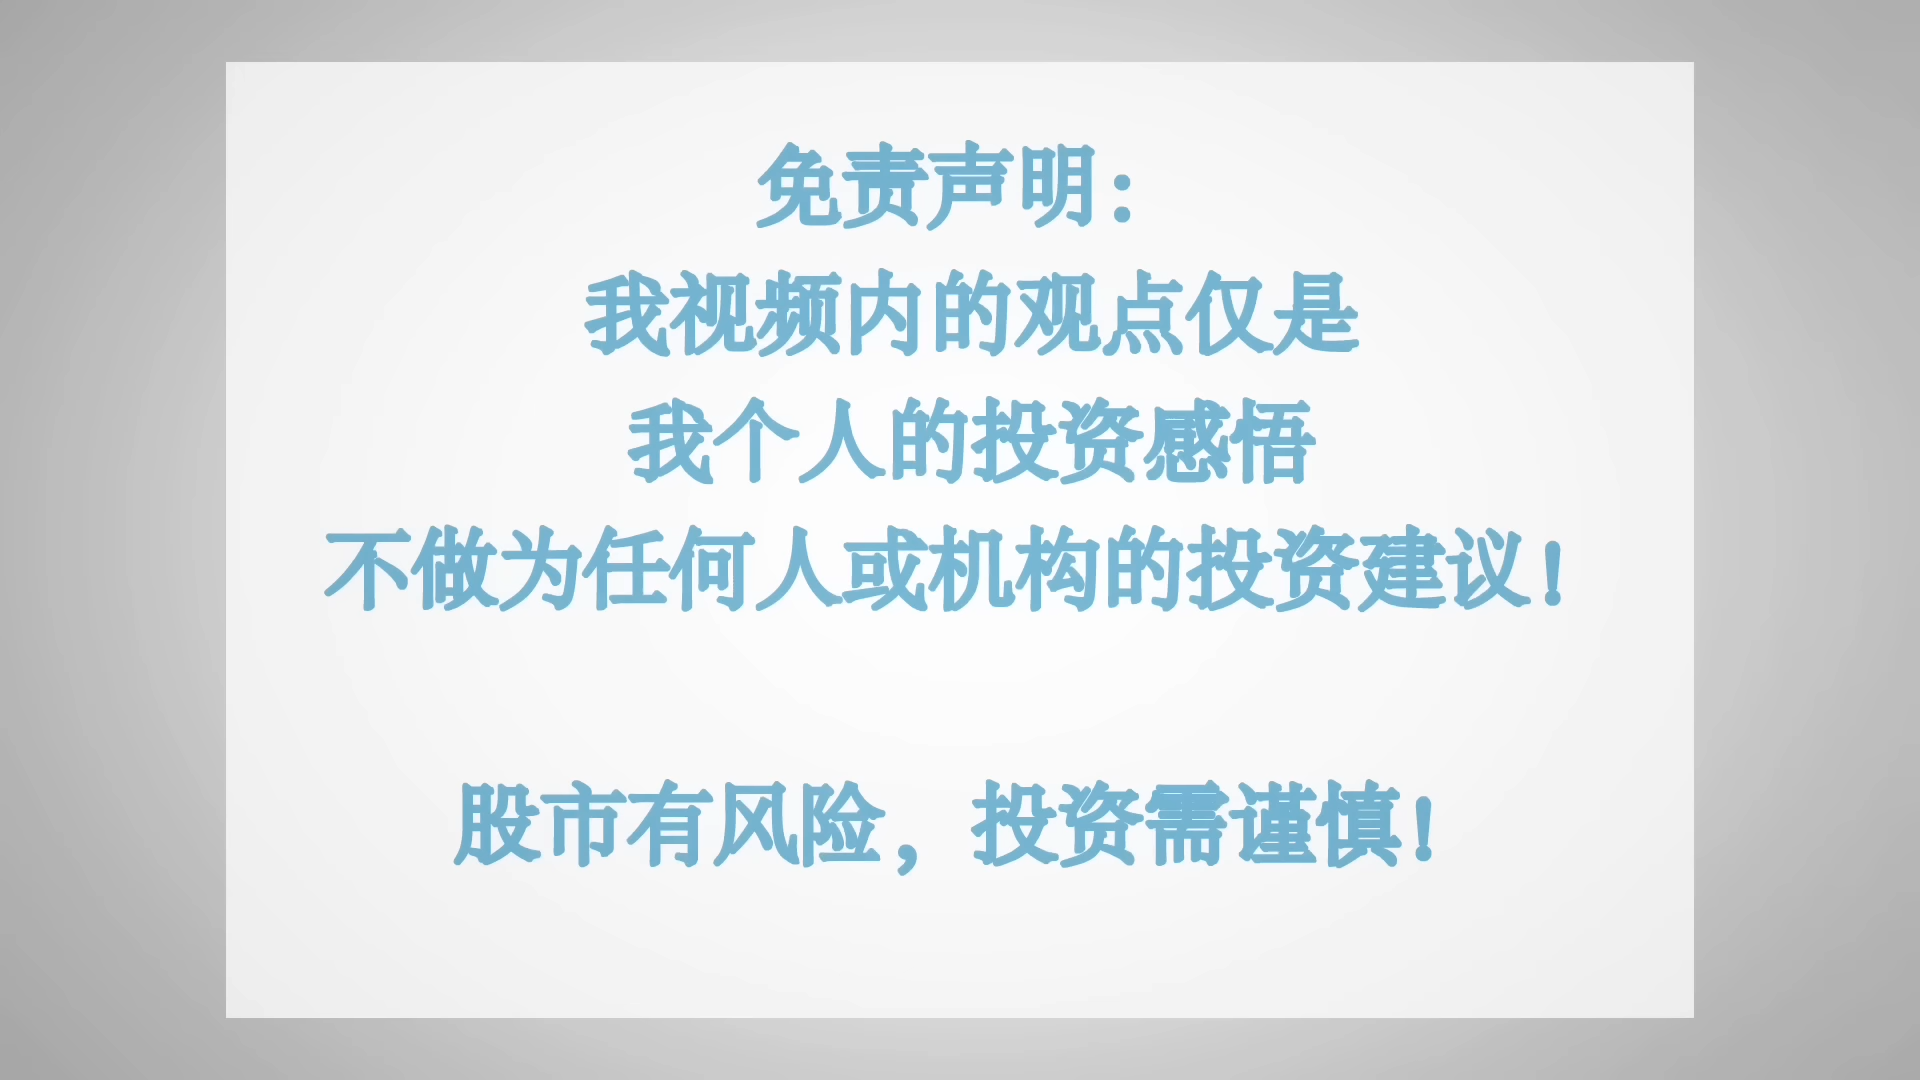 免责声明：
我视频内的观点仅是
我个人的投资感悟
不做为任何人或机构的投资建议！
股市有风险，投资需谨慎！